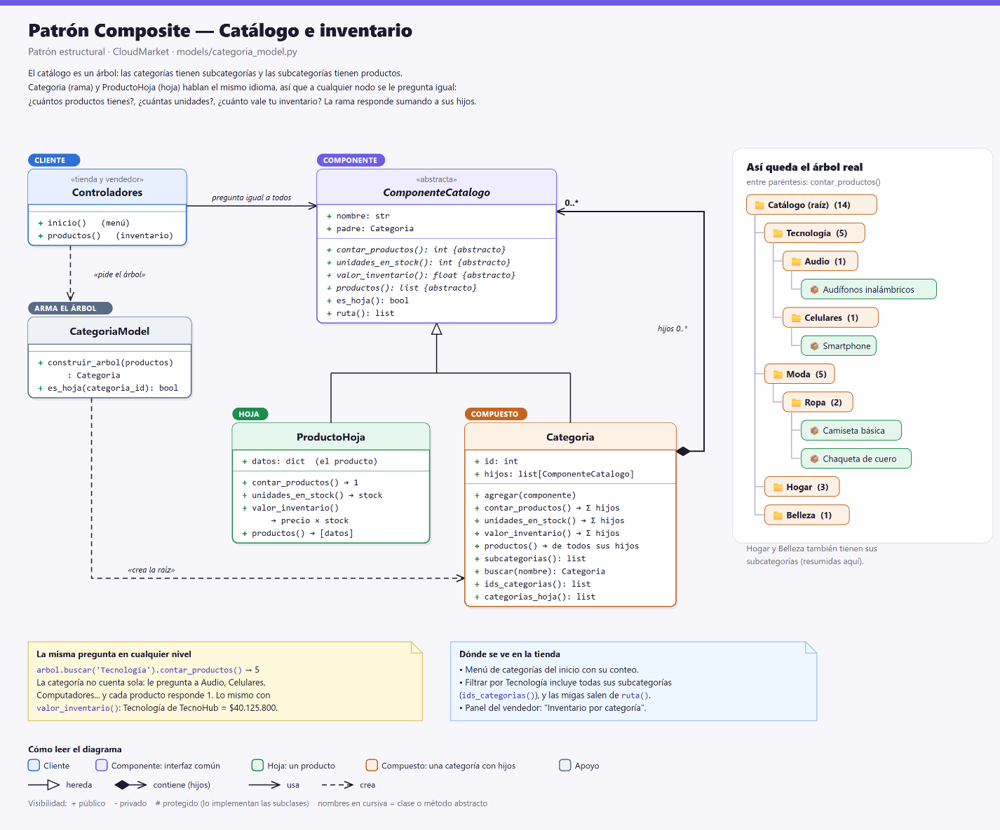 Patrón Composite — Catálogo e inventario
Patrón estructural · CloudMarket · models/categoria_model.py
El catálogo es un árbol: las categorías tienen subcategorías y las subcategorías tienen productos.
Categoria (rama) y ProductoHoja (hoja) hablan el mismo idioma, así que a cualquier nodo se le pregunta igual:
¿cuántos productos tienes?, ¿cuántas unidades?, ¿cuánto vale tu inventario? La rama responde sumando a sus hijos.
CLIENTE
«tienda y vendedor»
Controladores
+ inicio() (menú)
+ productos() (inventario)
pregunta igual a todos
«pide el árbol»
COMPONENTE
«abstracta»
ComponenteCatalogo
+ nombre: str
+ padre: Categoria
+ contar_productos(): int {abstracto}
+ unidades_en_stock(): int {abstracto}
+ valor_inventario(): float {abstracto}
+ productos(): list {abstracto}
+ es_hoja(): bool
+ ruta(): list
0..*
hijos 0..*
ARMA EL ÁRBOL
CategoriaModel
+ construir_arbol(productos)
: Categoria
+ es_hoja(categoria_id): bool
«crea la raíz»
HOJA
ProductoHoja
+ datos: dict (el producto)
+ contar_productos() → 1
+ unidades_en_stock() → stock
+ valor_inventario()
→ precio × stock
+ productos() → [datos]
COMPUESTO
Categoria
+ id: int
+ hijos: list[ComponenteCatalogo]
+ agregar(componente)
+ contar_productos() → Σ hijos
+ unidades_en_stock() → Σ hijos
+ valor_inventario() → Σ hijos
+ productos() → de todos sus hijos
+ subcategorias(): list
+ buscar(nombre): Categoria
+ ids_categorias(): list
+ categorias_hoja(): list
Así queda el árbol real
entre paréntesis: contar_productos()
Catálogo (raíz) (14)
Tecnología (5)
Audio (1)
Audífonos inalámbricos
Celulares (1)
Smartphone
Moda (5)
Ropa (2)
Camiseta básica
Chaqueta de cuero
Hogar (3)
Belleza (1)
Hogar y Belleza también tienen sus
subcategorías (resumidas aquí).
La misma pregunta en cualquier nivel
arbol.buscar('Tecnología').contar_productos() → 5
La categoría no cuenta sola: le pregunta a Audio, Celulares,
Computadores... y cada producto responde 1. Lo mismo con
valor_inventario(): Tecnología de TecnoHub = $40.125.800.
Dónde se ve en la tienda
• Menú de categorías del inicio con su conteo.
• Filtrar por Tecnología incluye todas sus subcategorías
(ids_categorias()), y las migas salen de ruta().
• Panel del vendedor: "Inventario por categoría".
Cómo leer el diagrama
Cliente
Componente: interfaz común
Hoja: un producto
Compuesto: una categoría con hijos
Apoyo
hereda
contiene (hijos)
usa
crea
Visibilidad: + público - privado # protegido (lo implementan las subclases) nombres en cursiva = clase o método abstracto